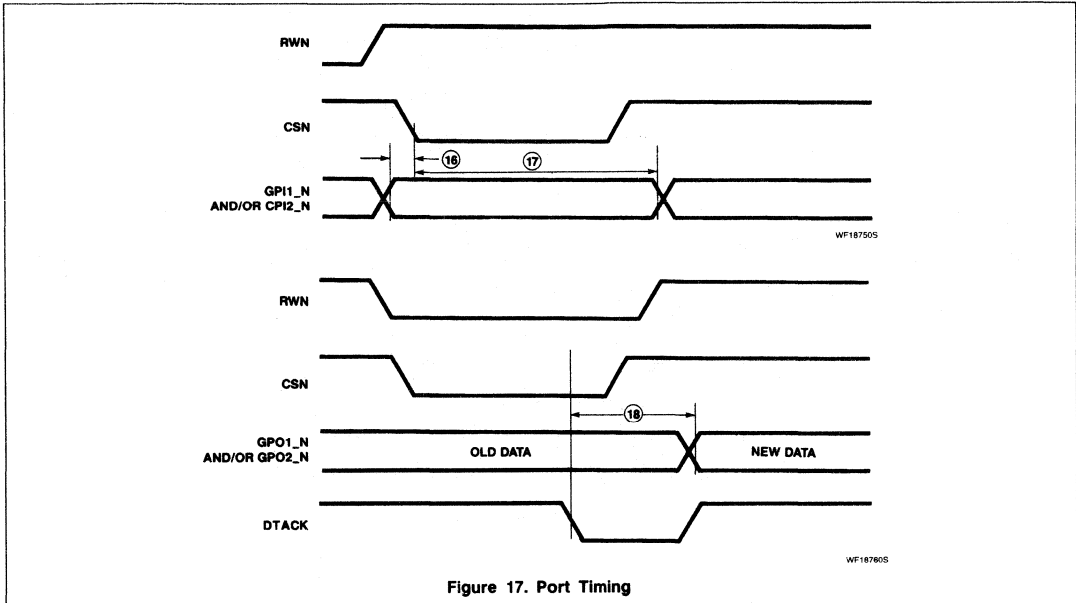 RWN
CSN
16
17
GPI1_N
AND/OR CPI2_N
WF18750S
RWN
CSN
18
GPO1_N
AND/OR GPO2_N
OLD DATA
NEW DATA
DTACK
WF18760S
Figure 17. Port Timing